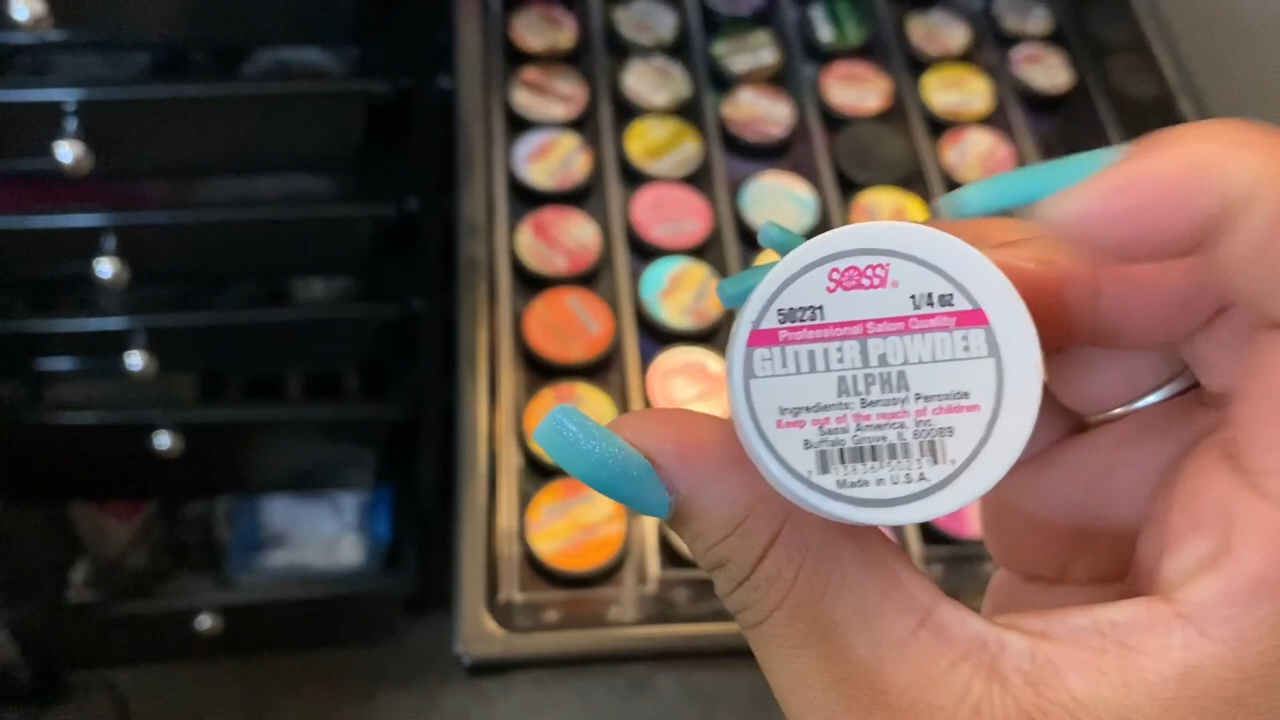 Sassi®
50231 1/4 oz
Professional Salon Quality
GLITTER POWDER
ALPHA
Ingredients: Benzoyl Peroxide
Keep out of the reach of children
Sassi America, Inc.
Buffalo Grove, IL 60089
Made in U.S.A.